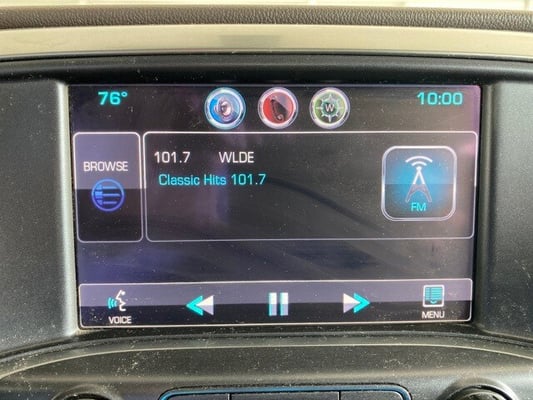 76° 10:00
W
BROWSE
101.7 WLDE
Classic Hits 101.7
FM
VOICE MENU